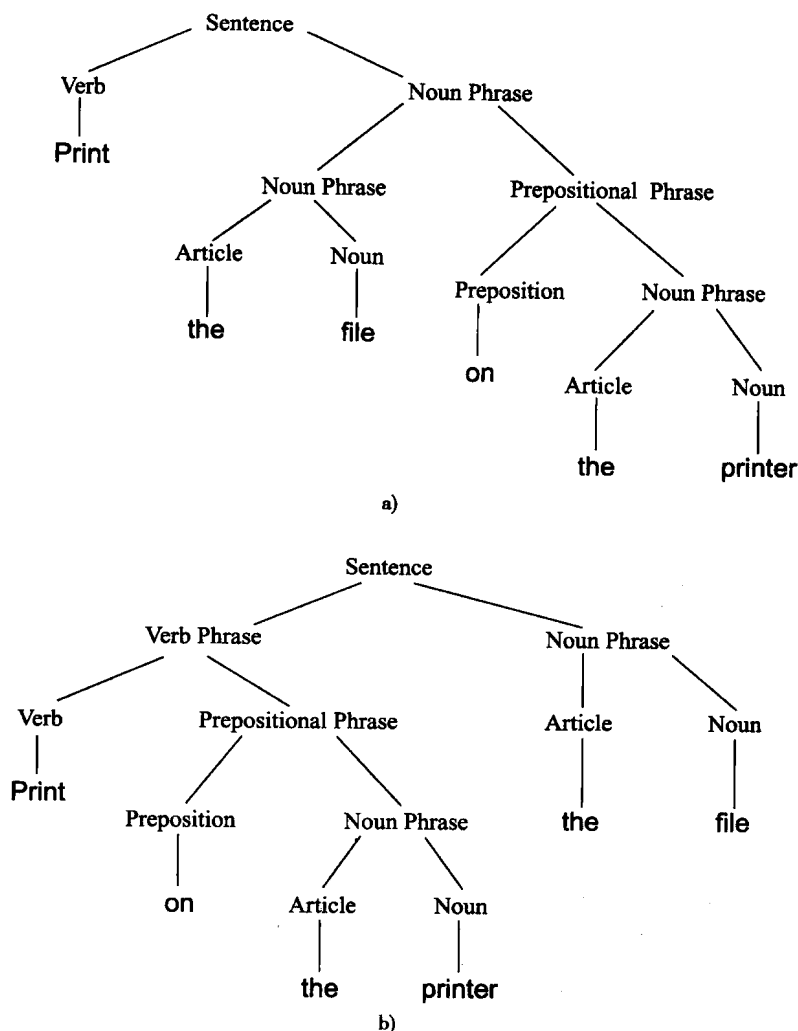 Sentence
Verb
Noun Phrase
Print
Noun Phrase Prepositional Phrase
Article Noun
Preposition Noun Phrase
the file
on
Article Noun
the printer
a)
Sentence
Verb Phrase Noun Phrase
Verb Prepositional Phrase Article Noun
Print
Preposition Noun Phrase the file
on Article Noun
the printer
b)